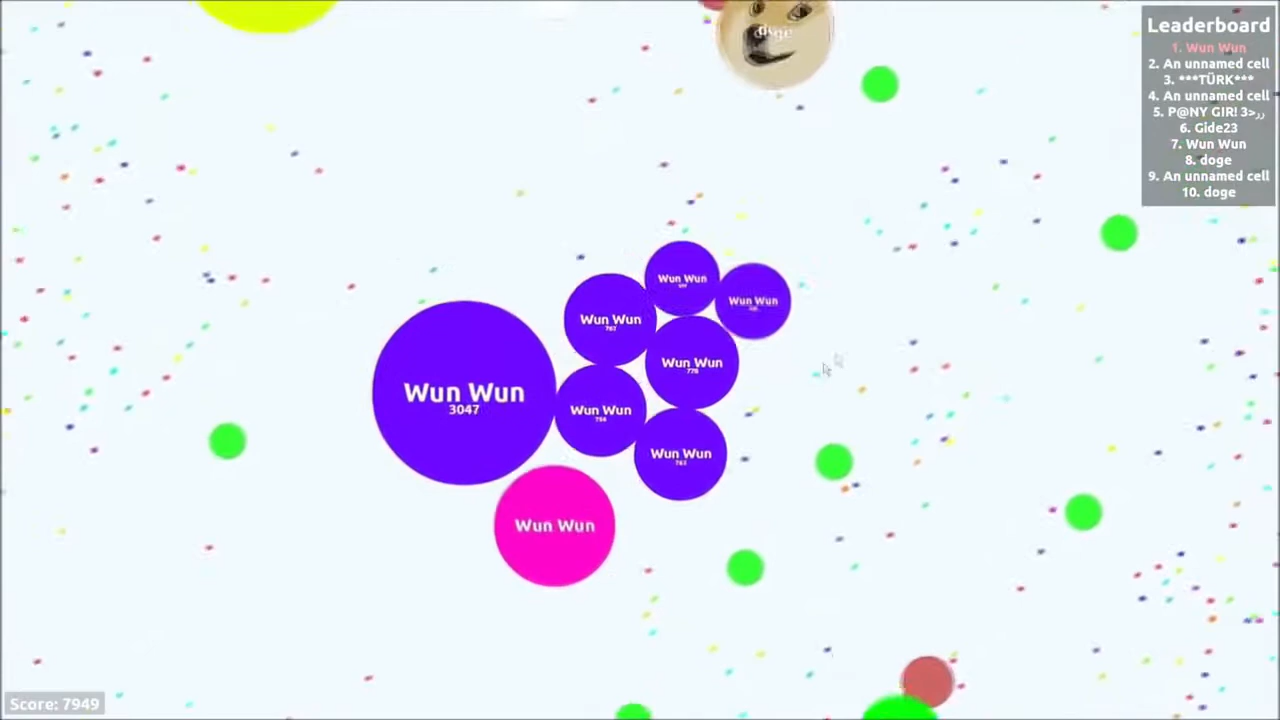 doge
Leaderboard
1. Wun Wun
2. An unnamed cell
3. ***TÜRK***
4. An unnamed cell
5. P@NY GIR! 3>
6. Gide23
7. Wun Wun
8. doge
9. An unnamed cell
10. doge
Wun Wun
Wun Wun
Wun Wun
767
Wun Wun
778
Wun Wun
3047
Wun Wun
Wun Wun
Wun Wun
Score: 7949